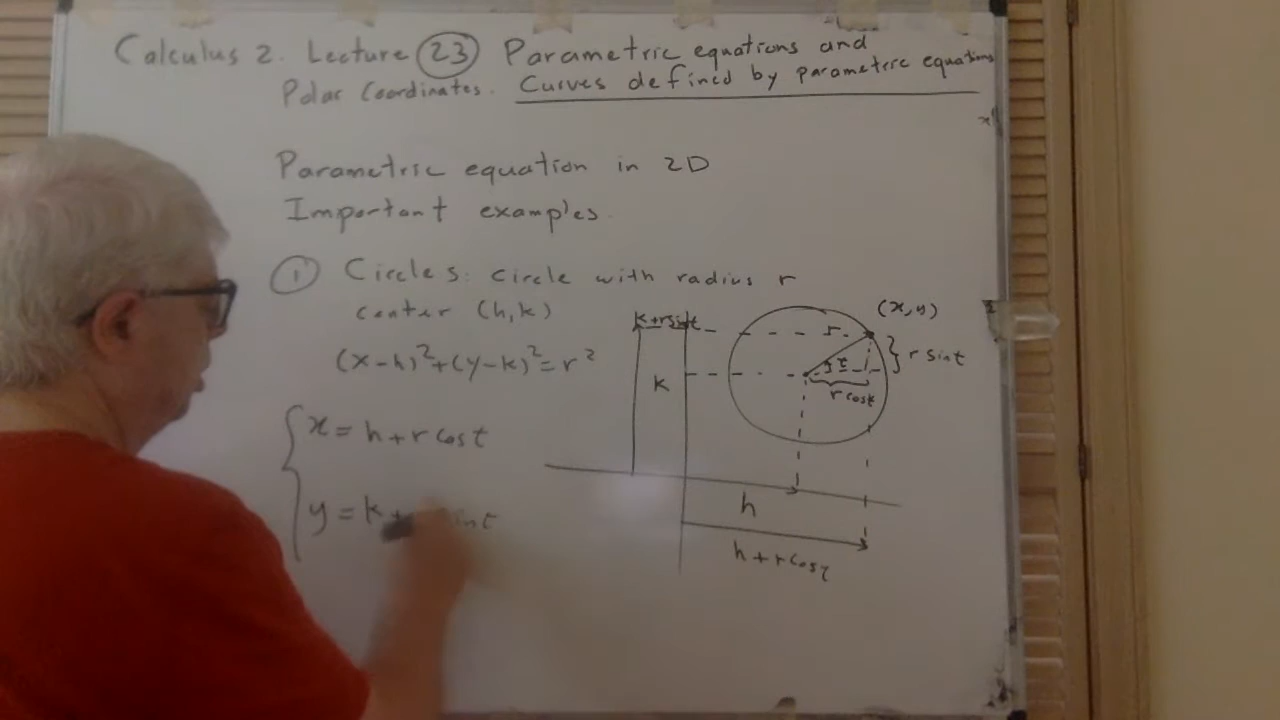 Calculus 2. Lecture 23 Parametric equations and
Polar Coordinates. Curves defined by parametric equations
Parametric equation in 2D
Important examples.
① Circles: circle with radius r
center (h,k)
(x-h)²+(y-k)²=r²
x = h+r cos t
y = k+ sin t
(x,y)
k+r sin t
r
t
r sin t
k
r cos t
h
h+r cos t